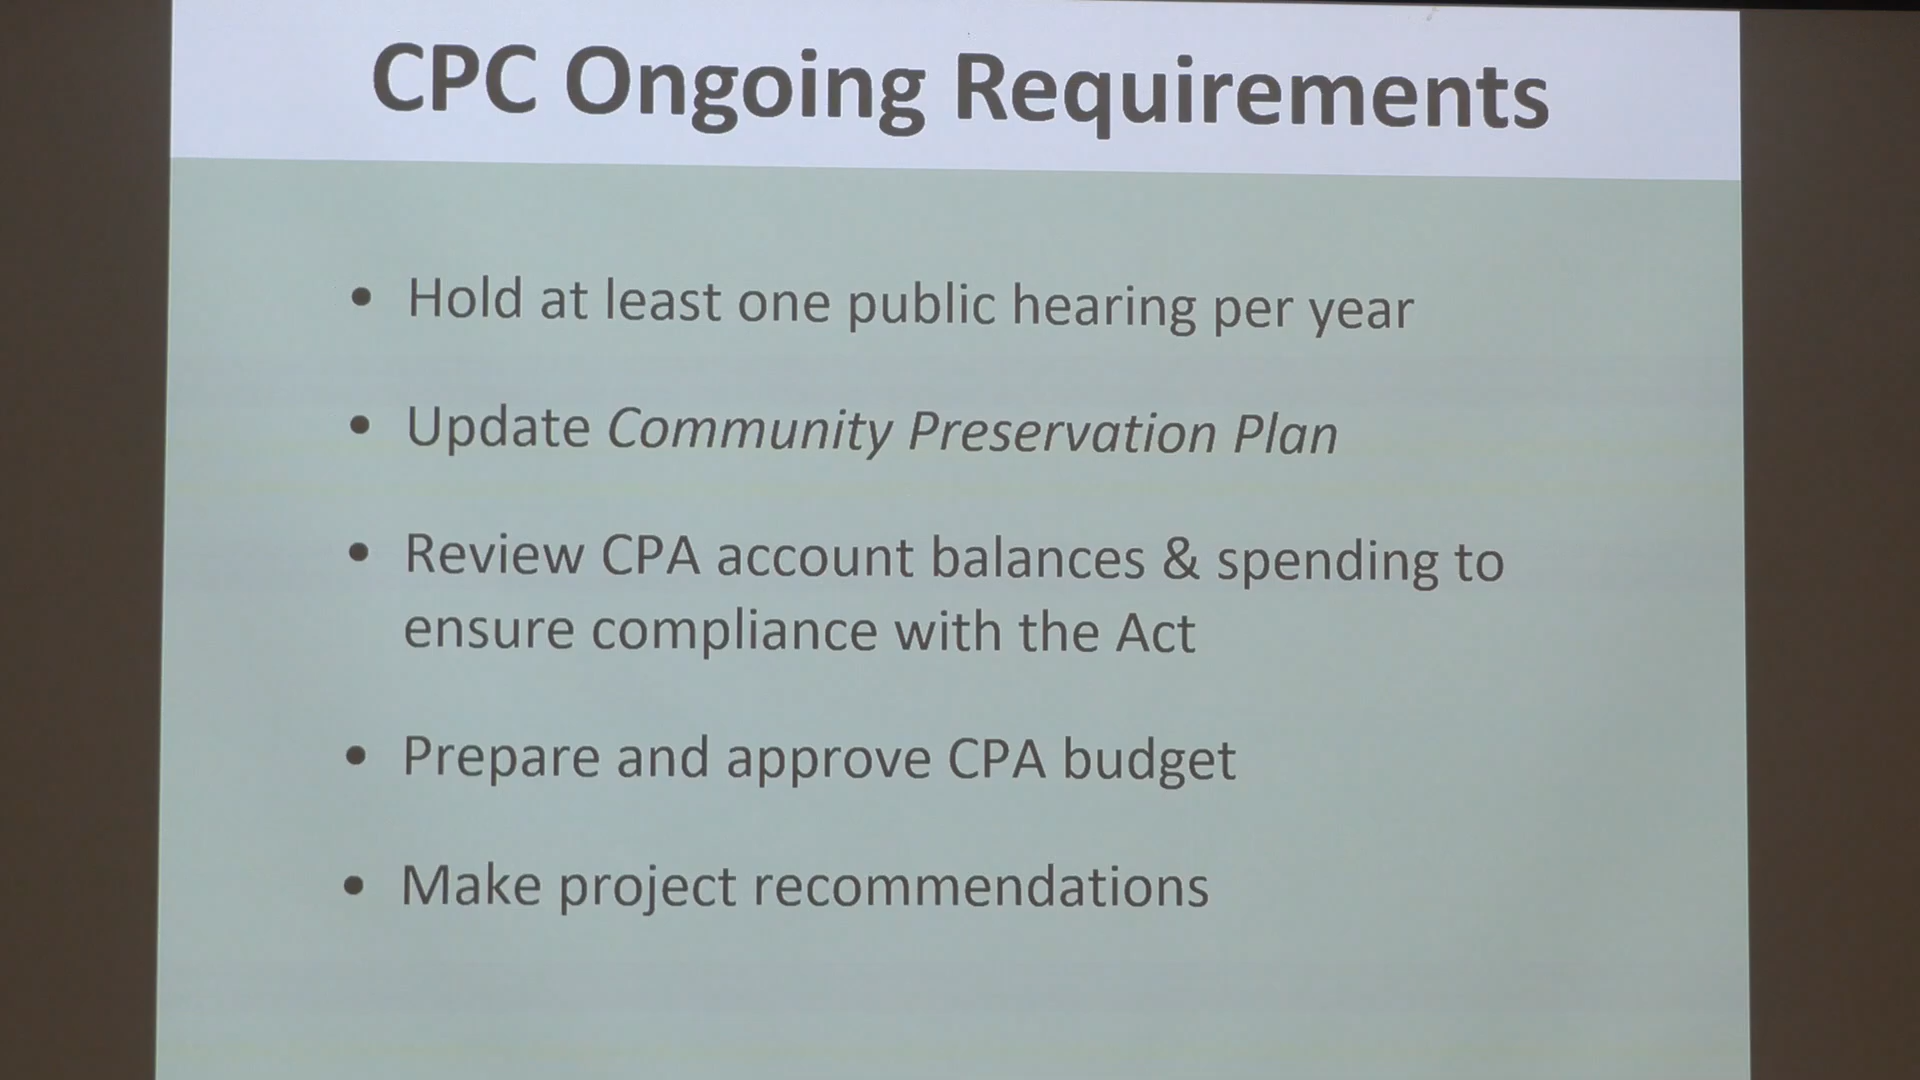 CPC Ongoing Requirements
• Hold at least one public hearing per year
• Update Community Preservation Plan
• Review CPA account balances & spending to
ensure compliance with the Act
• Prepare and approve CPA budget
• Make project recommendations